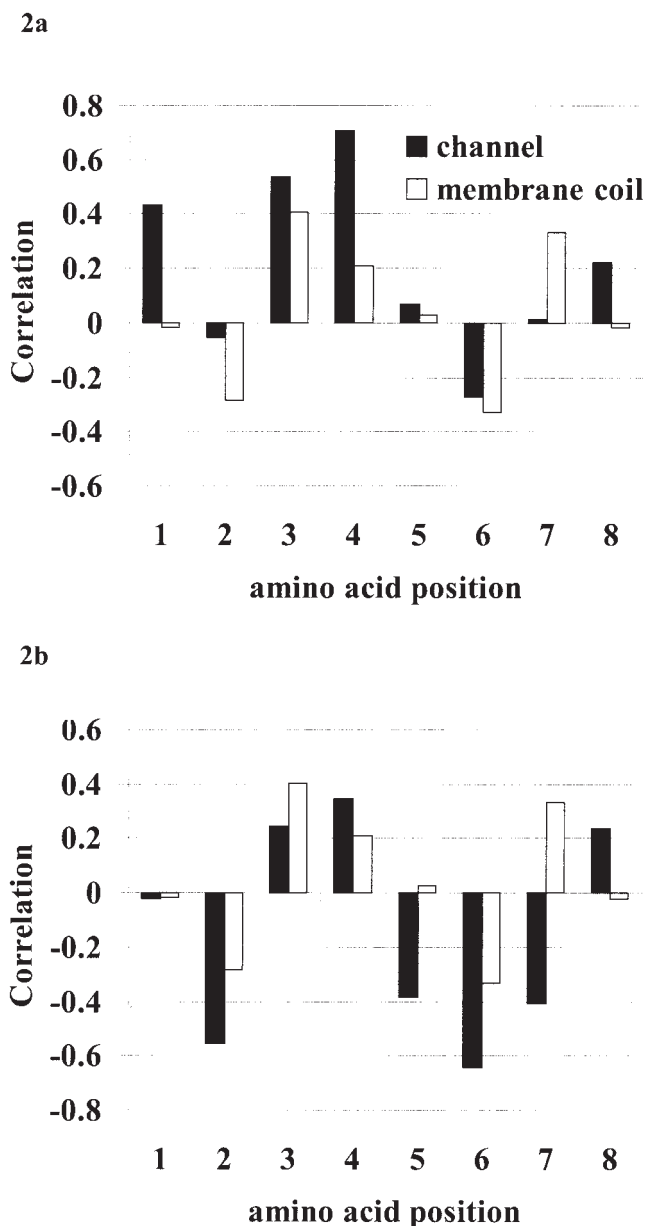 2a
0.8
0.6
0.4
0.2
0
-0.2
-0.4
-0.6
Correlation
channel
membrane coil
1 2 3 4 5 6 7 8
amino acid position
2b
0.6
0.4
0.2
0
-0.2
-0.4
-0.6
-0.8
Correlation
1 2 3 4 5 6 7 8
amino acid position